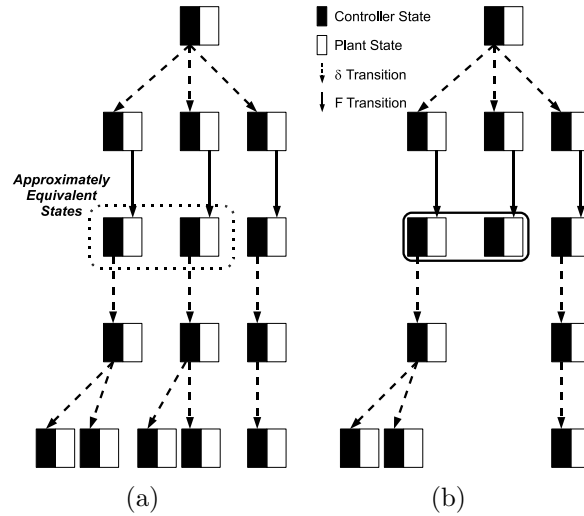 Controller State
Plant State
δ Transition
F Transition
Approximately
Equivalent
States
(a)
(b)